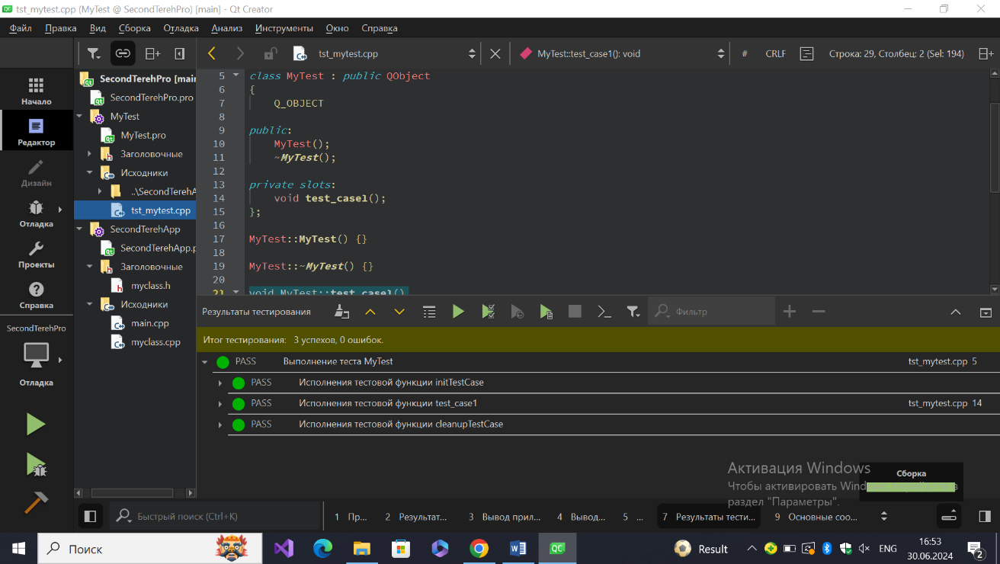 tst_mytest.cpp (MyTest @ SecondTerehPro) [main] - Qt Creator
Файл Правка Вид Сборка Отладка Анализ Инструменты Окно Справка
tst_mytest.cpp MyTest::test_case1(): void # CRLF Строка: 29, Столбец: 2 (Sel: 194)
Начало
Редактор
Дизайн
Отладка
Проекты
Справка
SecondTerehPro
Отладка
SecondTerehPro [main
SecondTerehPro.pro
MyTest
MyTest.pro
Заголовочные
Исходники
..\SecondTerehA
tst_mytest.cpp
SecondTerehApp
SecondTerehApp.p
Заголовочные
myclass.h
Исходники
main.cpp
myclass.cpp
5 class MyTest : public QObject
6 {
7 Q_OBJECT
8
9 public:
10 MyTest();
11 ~MyTest();
12
13 private slots:
14 void test_case1();
15 };
16
17 MyTest::MyTest() {}
18
19 MyTest::~MyTest() {}
20
21 void MyTest::test_case1()
Результаты тестирования Фильтр
Итог тестирования: 3 успехов, 0 ошибок.
PASS Выполнение теста MyTest tst_mytest.cpp 5
PASS Исполнения тестовой функции initTestCase
PASS Исполнения тестовой функции test_case1 tst_mytest.cpp 14
PASS Исполнения тестовой функции cleanupTestCase
Активация Windows
Чтобы активировать Wind
раздел "Параметры".
Сборка
Быстрый поиск (Ctrl+K) 1 Пр... 2 Результат... 3 Вывод прил... 4 Вывод... 5 ... 7 Результаты тести... 9 Основные соо...
Поиск Result ENG 16:53
30.06.2024 2